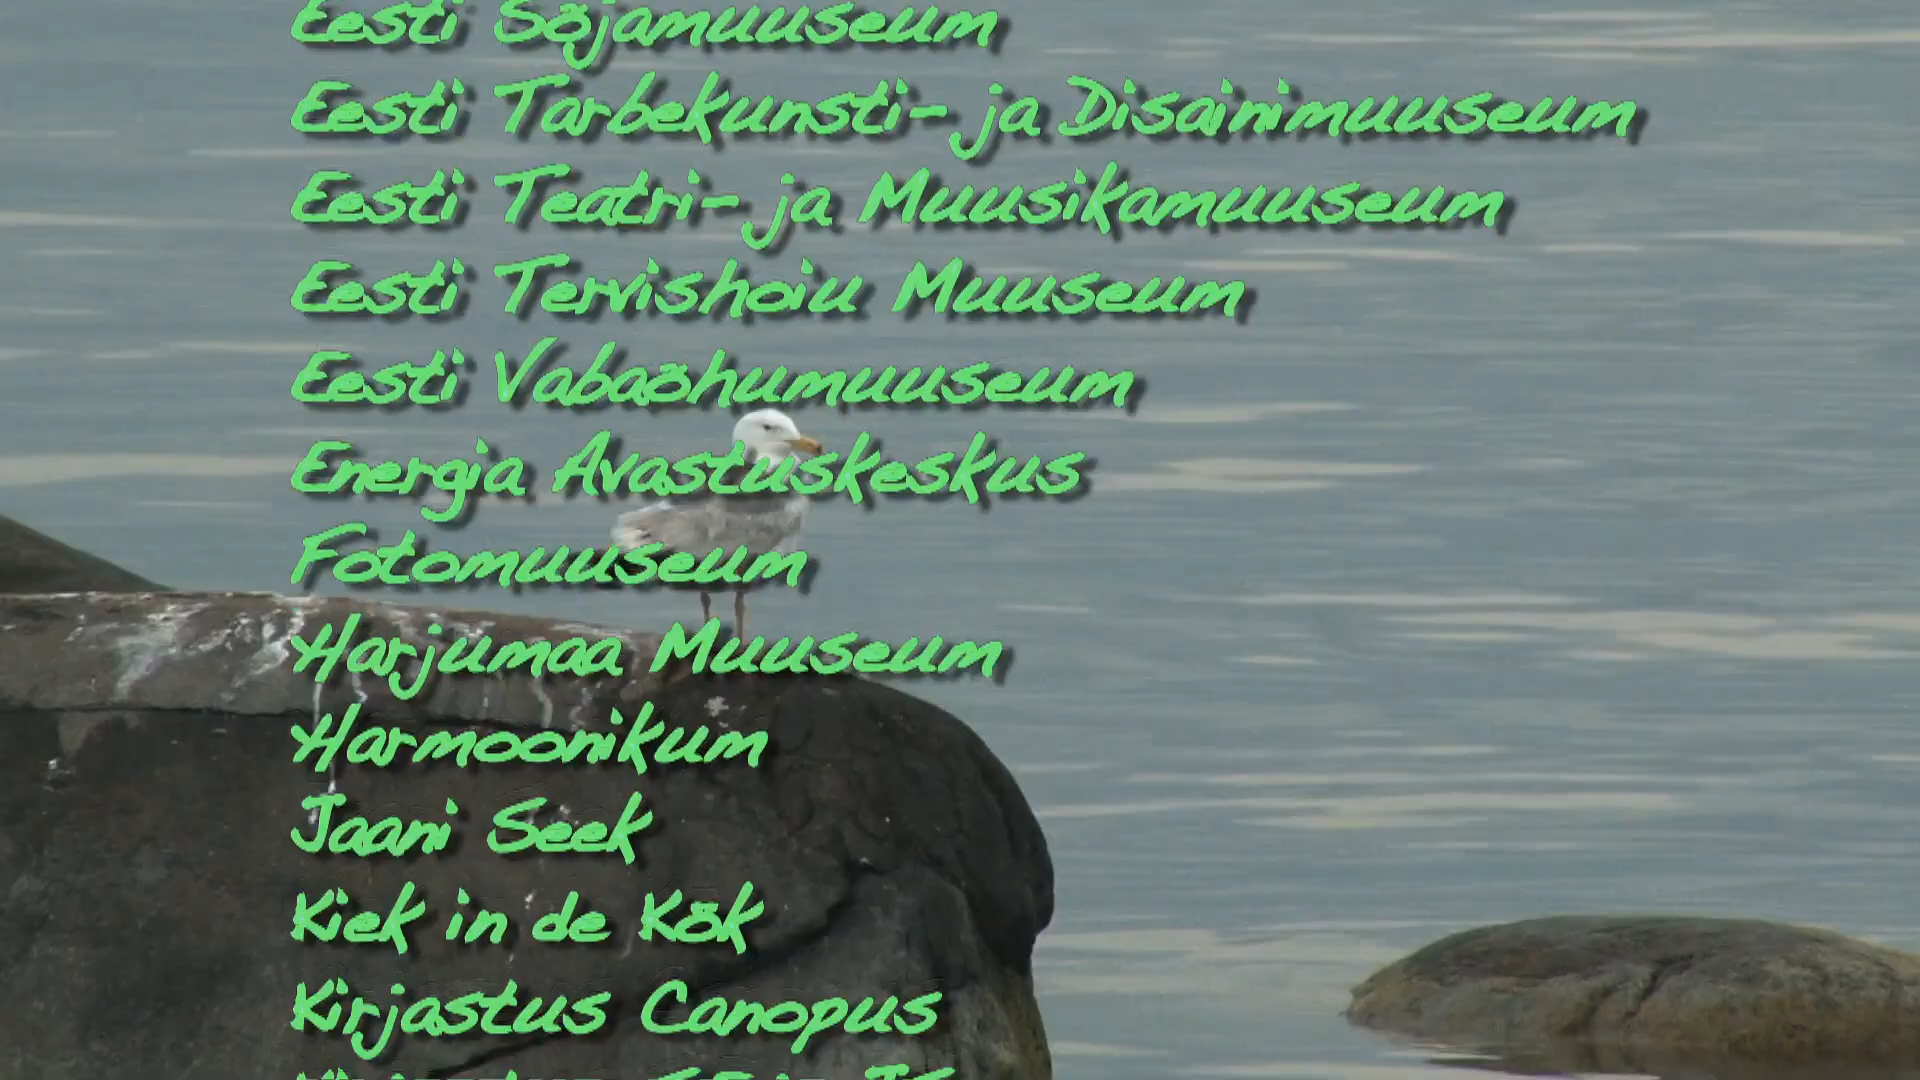 Eesti Sõjamuuseum
Eesti Tarbekunsti- ja Disainimuuseum
Eesti Teatri- ja Muusikamuuseum
Eesti Tervishoiu Muuseum
Eesti Vabaõhumuuseum
Energia Avastuskeskus
Fotomuuseum
Harjumaa Muuseum
Harmoonikum
Jaani Seek
Kiek in de Kök
Kirjastus Canopus